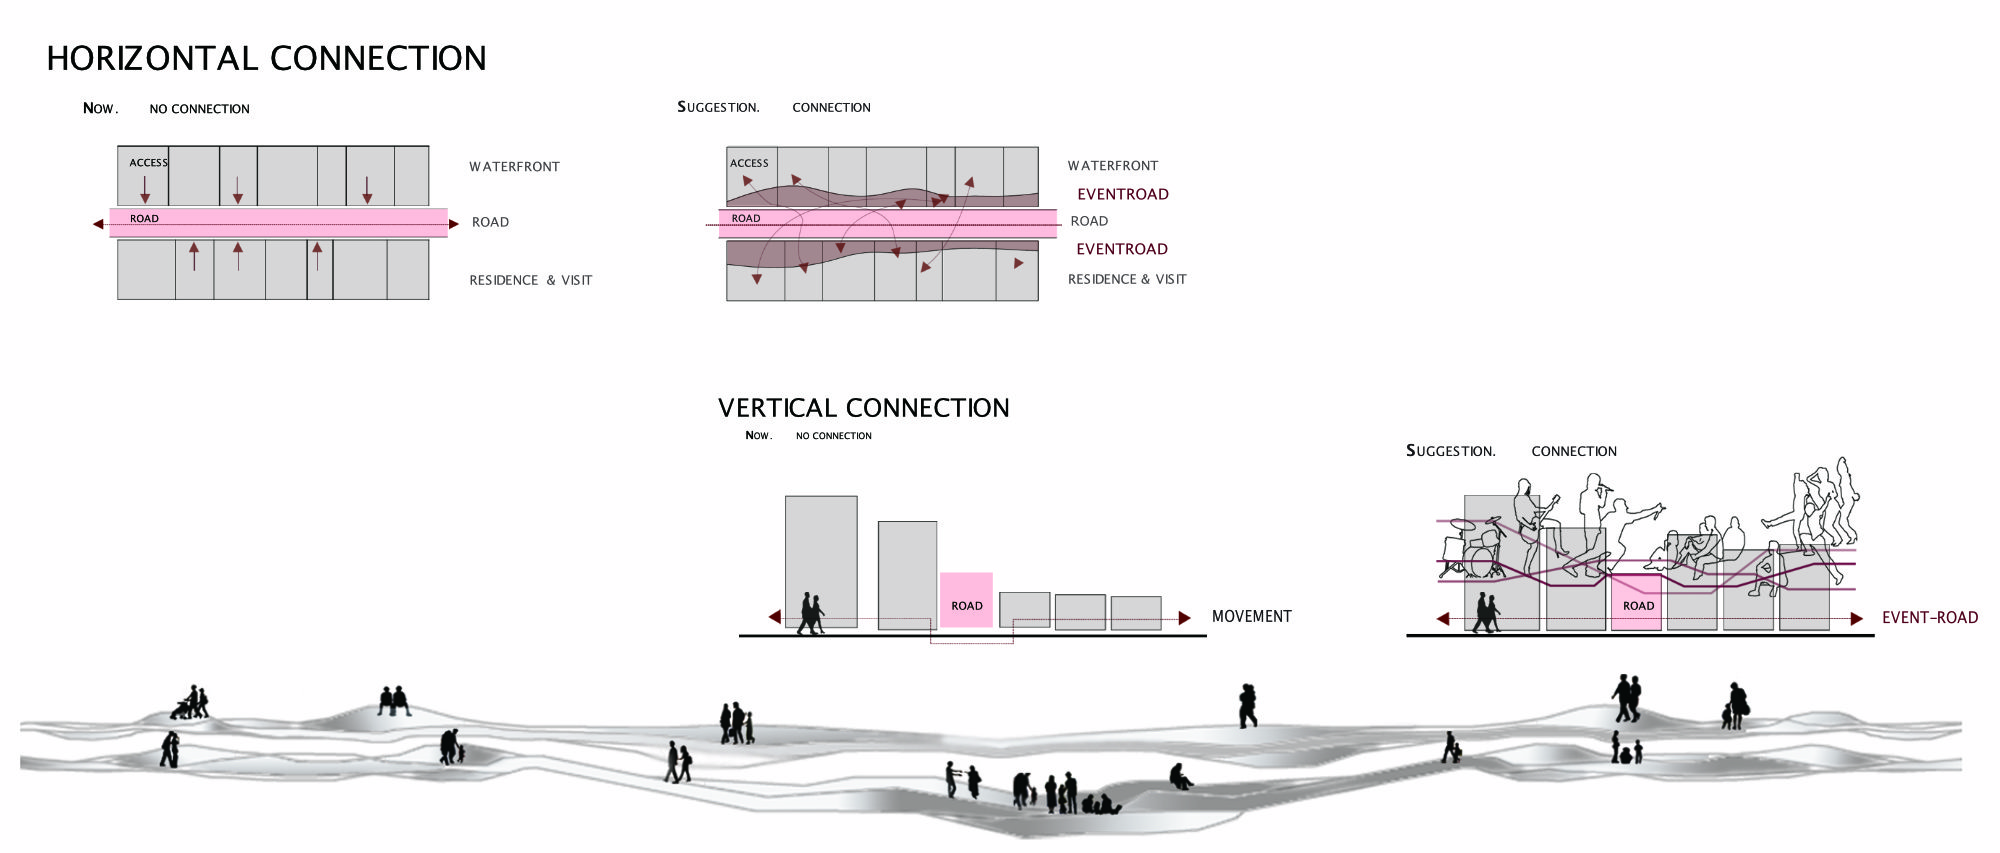 HORIZONTAL CONNECTION
Now. NO CONNECTION
ACCESS
WATERFRONT
ROAD
ROAD
RESIDENCE & VISIT
SUGGESTION. CONNECTION
ACCESS
WATERFRONT
EVENTROAD
ROAD
ROAD
EVENTROAD
RESIDENCE & VISIT
VERTICAL CONNECTION
Now. NO CONNECTION
ROAD
MOVEMENT
SUGGESTION. CONNECTION
ROAD
EVENT-ROAD